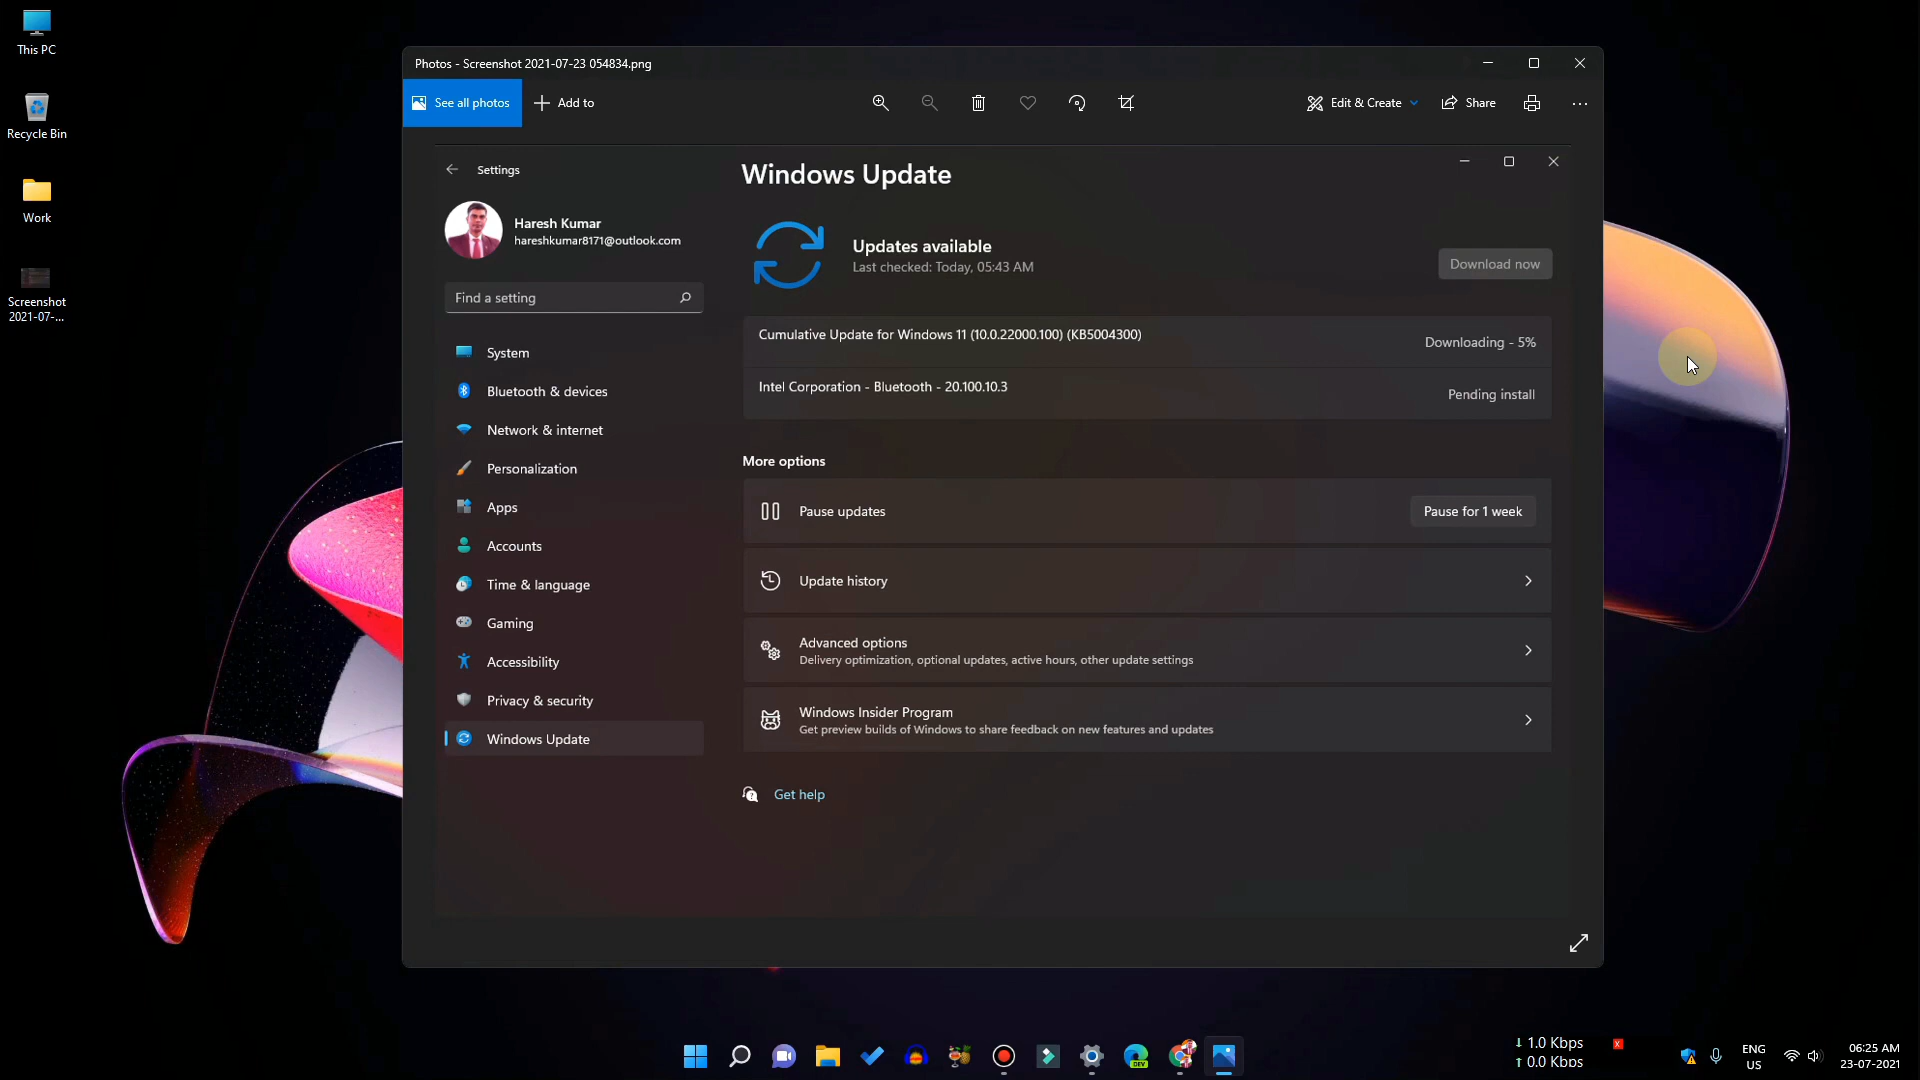 This PC
Recycle Bin
Work
Screenshot
2021-07-...
Photos - Screenshot 2021-07-23 054834.png
See all photos
Add to
Edit & Create
Share
Settings
Haresh Kumar
hareshkumar8171@outlook.com
Find a setting
System
Bluetooth & devices
Network & internet
Personalization
Apps
Accounts
Time & language
Gaming
Accessibility
Privacy & security
Windows Update
Windows Update
Updates available
Last checked: Today, 05:43 AM
Download now
Cumulative Update for Windows 11 (10.0.22000.100) (KB5004300)
Downloading - 5%
Intel Corporation - Bluetooth - 20.100.10.3
Pending install
More options
Pause updates
Pause for 1 week
Update history
Advanced options
Delivery optimization, optional updates, active hours, other update settings
Windows Insider Program
Get preview builds of Windows to share feedback on new features and updates
Get help
DEV
↓ 1.0 Kbps
↑ 0.0 Kbps
x
ENG
US
06:25 AM
23-07-2021